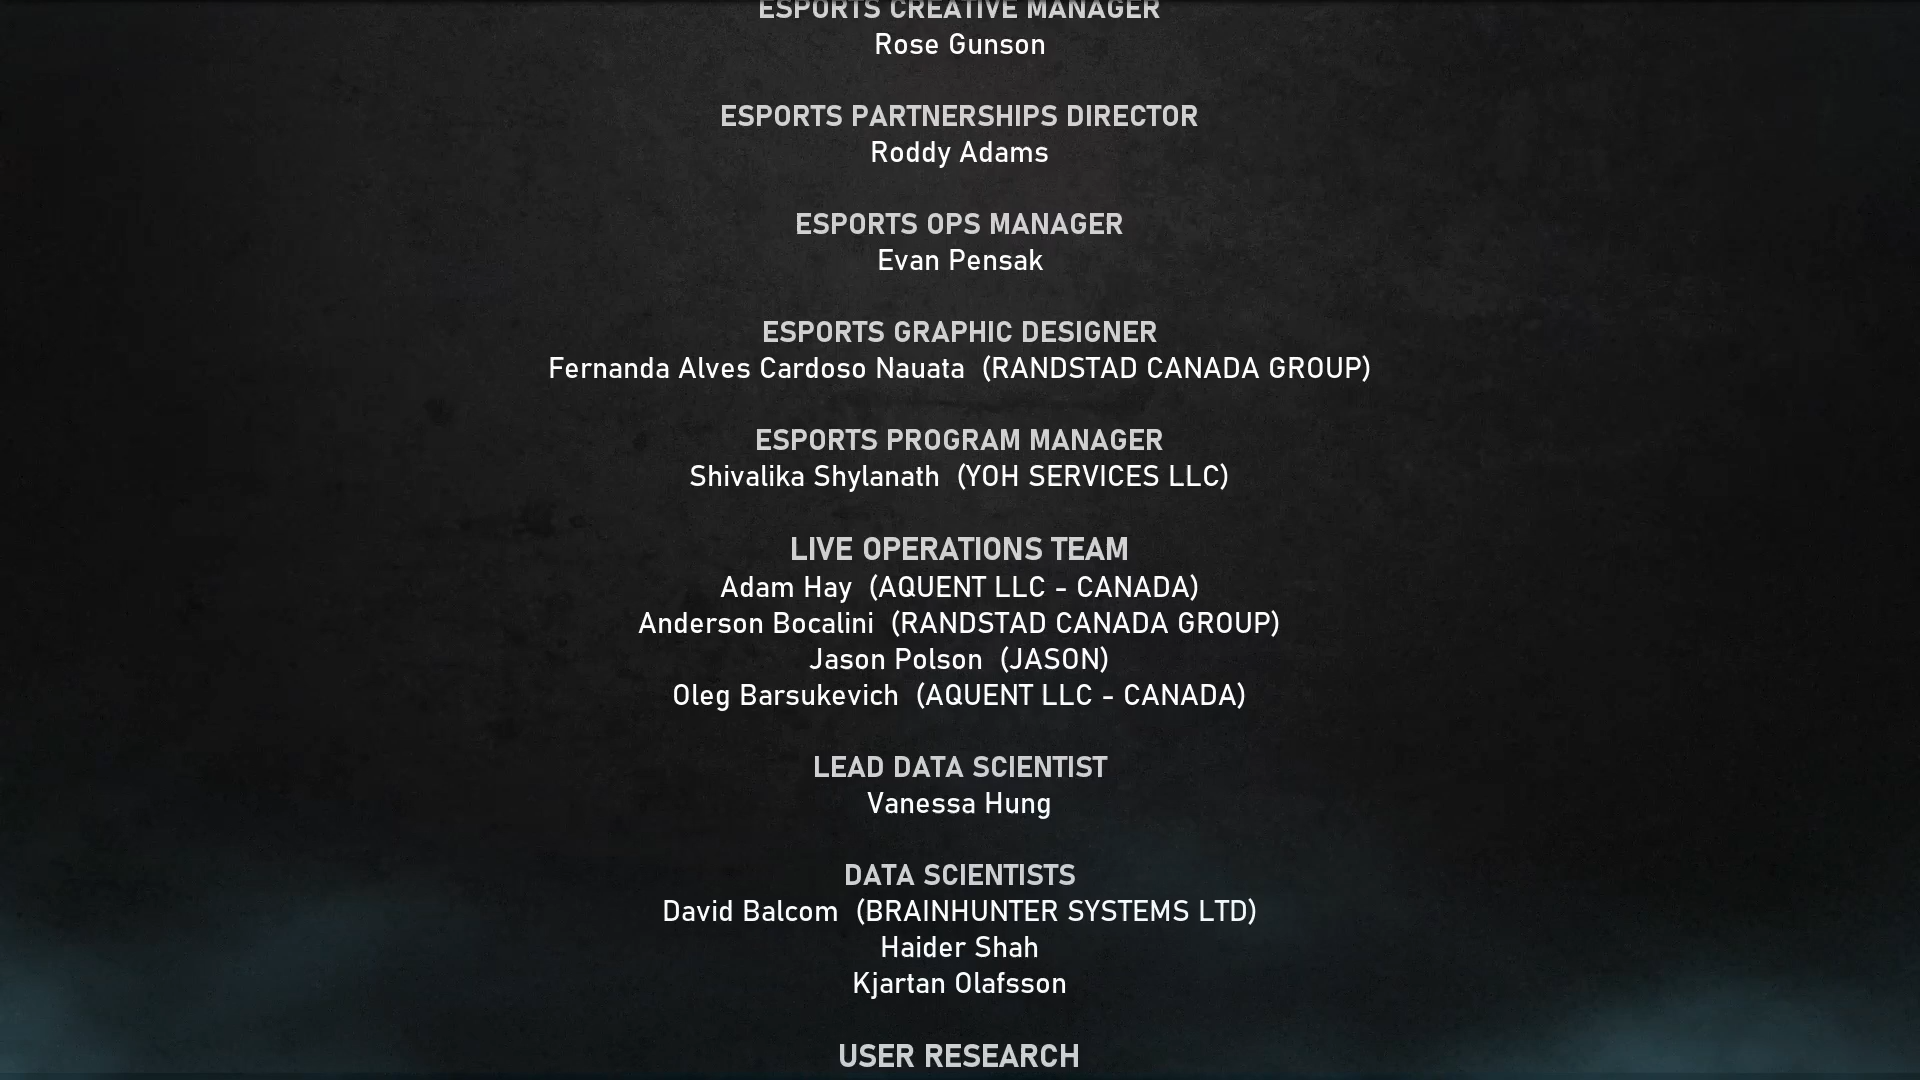 ESPORTS CREATIVE MANAGER
Rose Gunson
ESPORTS PARTNERSHIPS DIRECTOR
Roddy Adams
ESPORTS OPS MANAGER
Evan Pensak
ESPORTS GRAPHIC DESIGNER
Fernanda Alves Cardoso Nauata (RANDSTAD CANADA GROUP)
ESPORTS PROGRAM MANAGER
Shivalika Shylanath (YOH SERVICES LLC)
LIVE OPERATIONS TEAM
Adam Hay (AQUENT LLC - CANADA)
Anderson Bocalini (RANDSTAD CANADA GROUP)
Jason Polson (JASON)
Oleg Barsukevich (AQUENT LLC - CANADA)
LEAD DATA SCIENTIST
Vanessa Hung
DATA SCIENTISTS
David Balcom (BRAINHUNTER SYSTEMS LTD)
Haider Shah
Kjartan Olafsson
USER RESEARCH